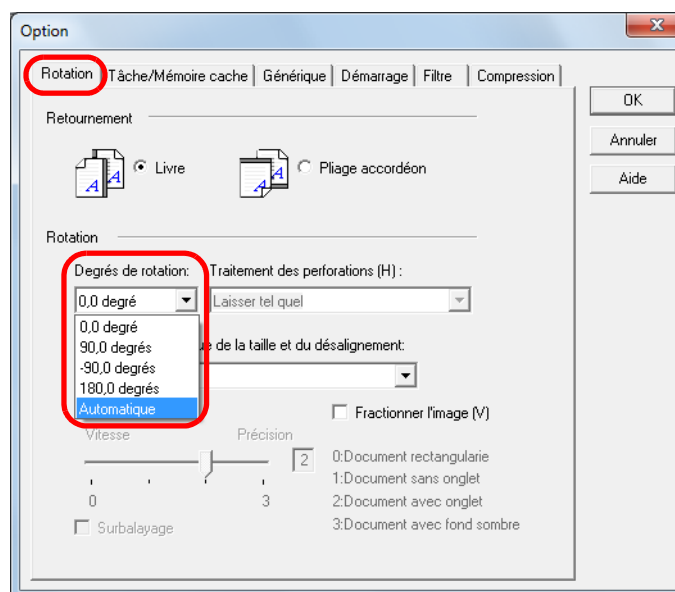 Option
Rotation Tâche/Mémoire cache Générique Démarrage Filtre Compression
OK
Annuler
Aide
Retournement
A A Livre A Pliage accordéon
A
Rotation
Degrés de rotation: Traitement des perforations (H) :
0,0 degré Laisser tel quel
0,0 degré
90,0 degrés de la taille et du désalignement:
-90,0 degrés
180,0 degrés
Automatique
Fractionner l'image (V)
Vitesse Précision
2
0:Document rectangularie
1:Document sans onglet
0 3 2:Document avec onglet
Surbalayage 3:Document avec fond sombre